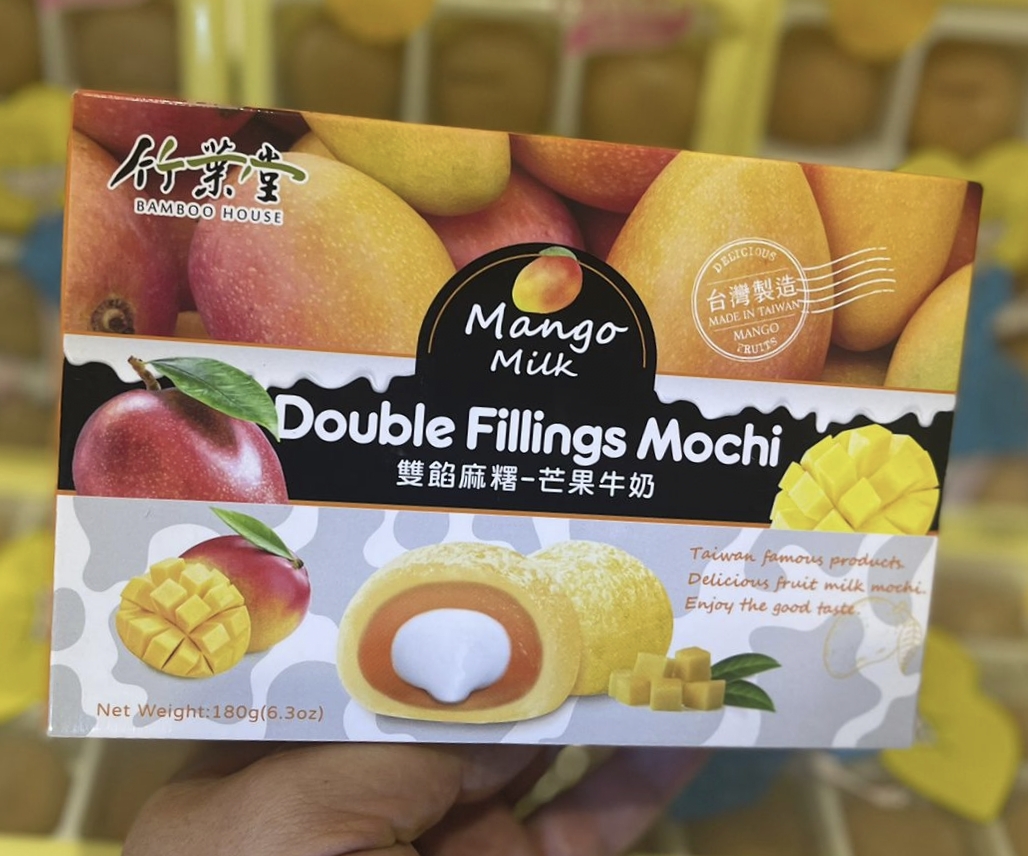 竹葉堂
BAMBOO HOUSE
Mango
Milk
DELICIOUS
台灣製造
MADE IN TAIWAN
MANGO
FRUITS
Double Fillings Mochi
雙餡麻糬-芒果牛奶
Taiwan famous products.
Delicious fruit milk mochi.
Enjoy the good taste.
Net Weight:180g(6.3oz)